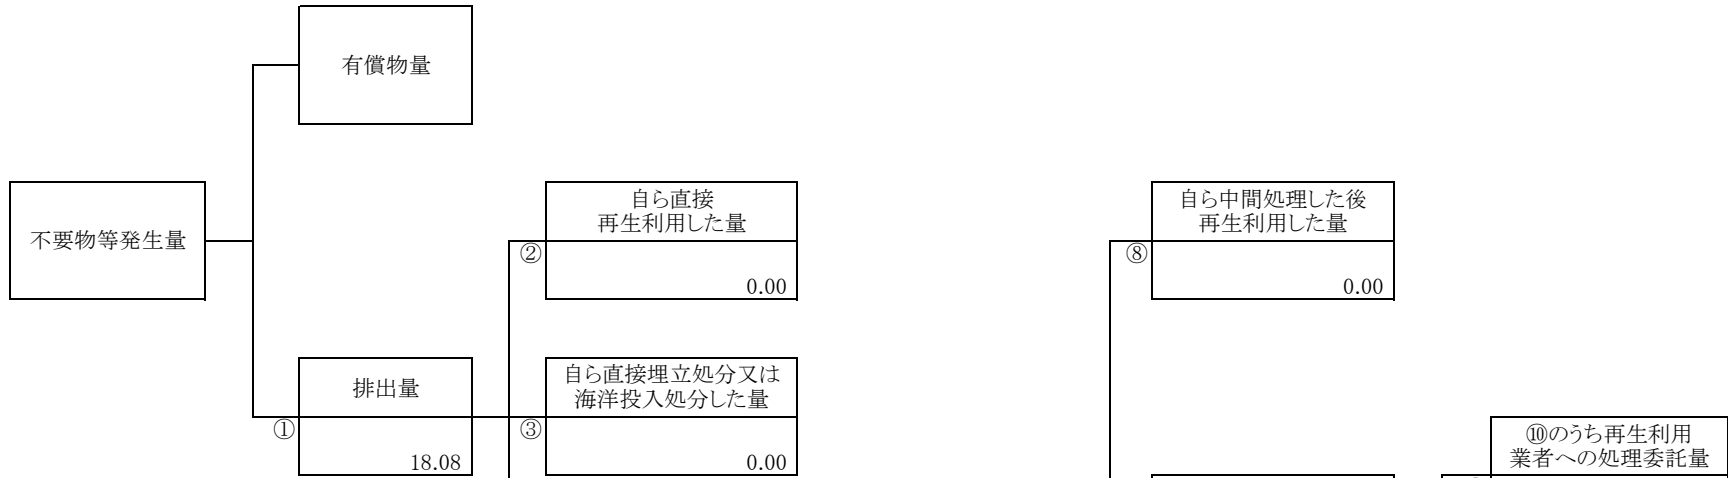 有償物量
不要物等発生量
自ら直接
再生利用した量
②
0.00
自ら中間処理した後
再生利用した量
⑧
0.00
排出量
①
18.08
自ら直接埋立処分又は
海洋投入処分した量
③
0.00
⑩のうち再生利用
業者への処理委託量